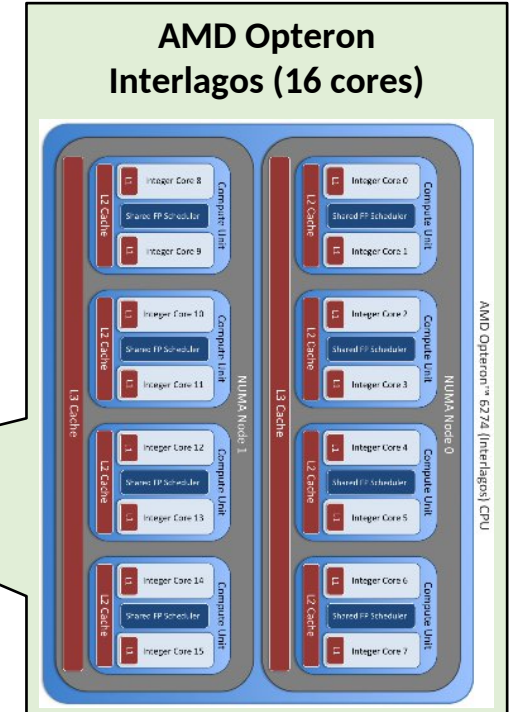 AMD Opteron
Interlagos (16 cores)
L3 Cache
L2 Cache
L1
Integer Core 8
Shared FP Scheduler
L1
Integer Core 9
Compute Unit
L2 Cache
L1
Integer Core 10
Shared FP Scheduler
L1
Integer Core 11
Compute Unit
L2 Cache
L1
Integer Core 12
Shared FP Scheduler
L1
Integer Core 13
Compute Unit
L2 Cache
L1
Integer Core 14
Shared FP Scheduler
L1
Integer Core 15
Compute Unit
NUMA Node 1
L3 Cache
L2 Cache
L1
Integer Core 0
Shared FP Scheduler
L1
Integer Core 1
Compute Unit
L2 Cache
L1
Integer Core 2
Shared FP Scheduler
L1
Integer Core 3
Compute Unit
L2 Cache
L1
Integer Core 4
Shared FP Scheduler
L1
Integer Core 5
Compute Unit
L2 Cache
L1
Integer Core 6
Shared FP Scheduler
L1
Integer Core 7
Compute Unit
NUMA Node 0
AMD Opteron™ 6274 (Interlagos) CPU